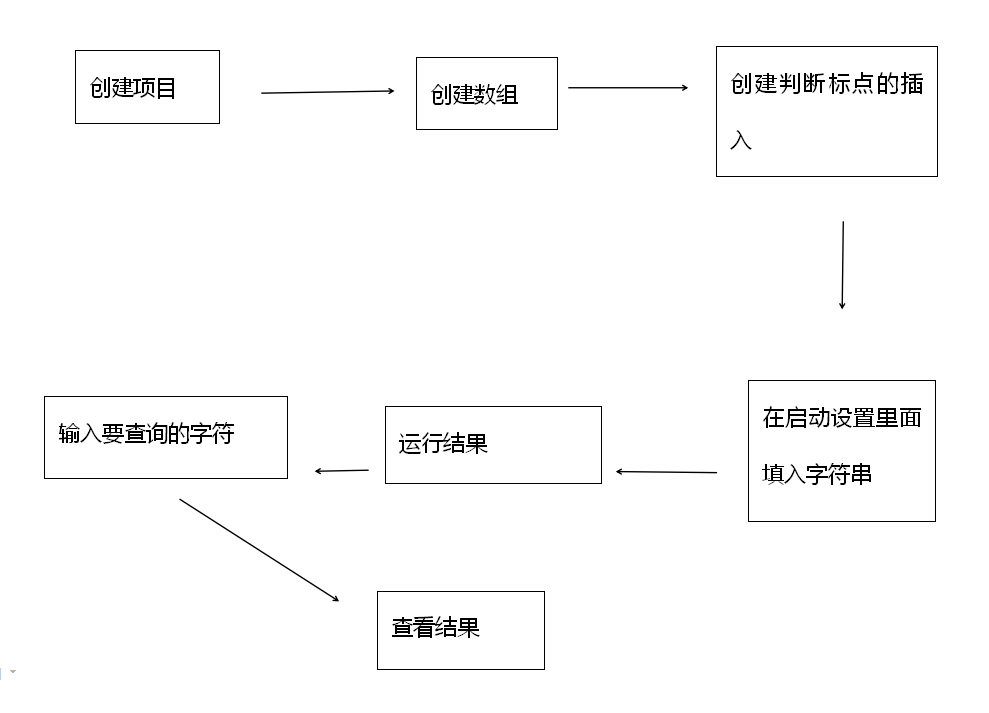 创建项目
创建数组
创建判断标点的插
入
在启动设置里面
填入字符串
运行结果
输入要查询的字符
查看结果